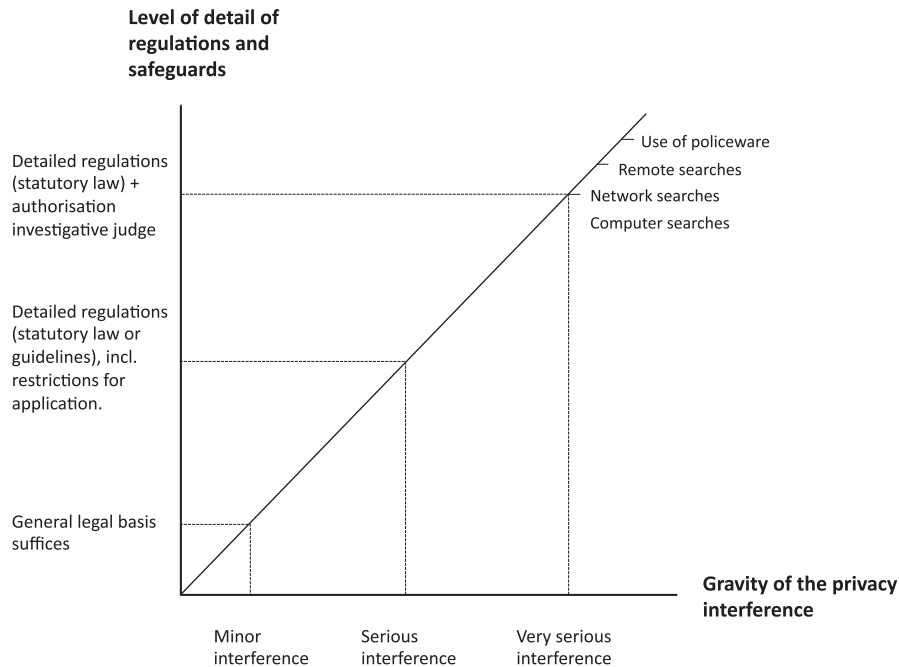 Level of detail of
regulations and
safeguards
Detailed regulations
(statutory law) +
authorisation
investigative judge
Use of policeware
Remote searches
Network searches
Computer searches
Detailed regulations
(statutory law or
guidelines), incl.
restrictions for
application.
General legal basis
suffices
Gravity of the privacy
interference
Minor
interference
Serious
interference
Very serious
interference